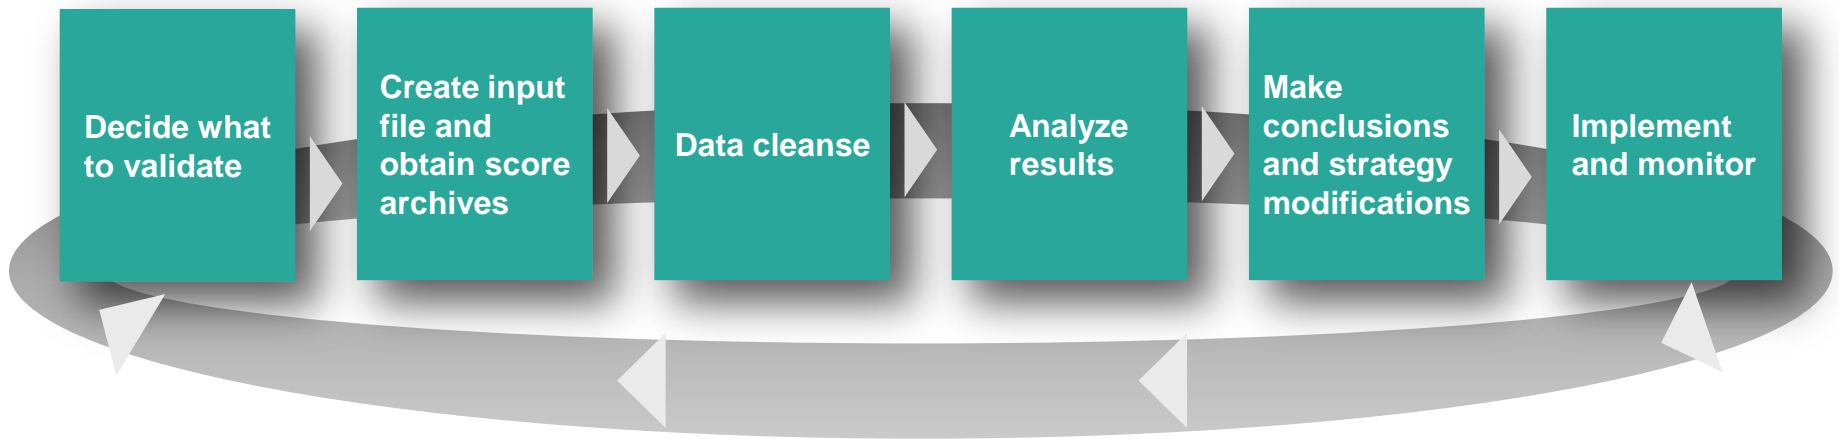 Decide what
to validate
Create input
file and
obtain score
archives
Data cleanse
Analyze
results
Make
conclusions
and strategy
modifications
Implement
and monitor